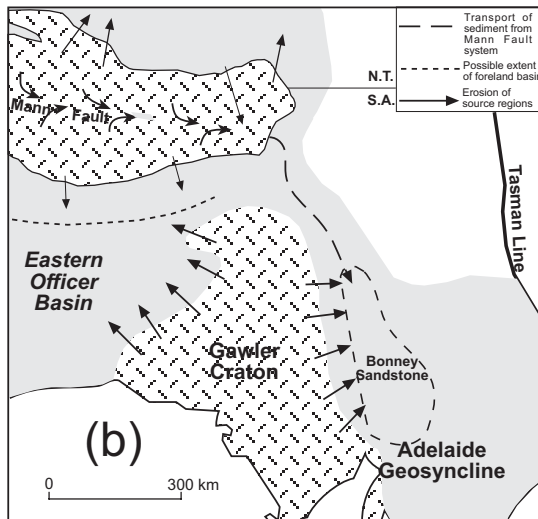 Transport of
sediment from
Mann Fault
system
Possible extent
of foreland basin
Erosion of
source regions
N.T.
S.A.
Mann Fault
Tasman Line
Eastern
Officer
Basin
Gawler
Craton
Bonney
Sandstone
Adelaide
Geosyncline
(b)
0 300 km